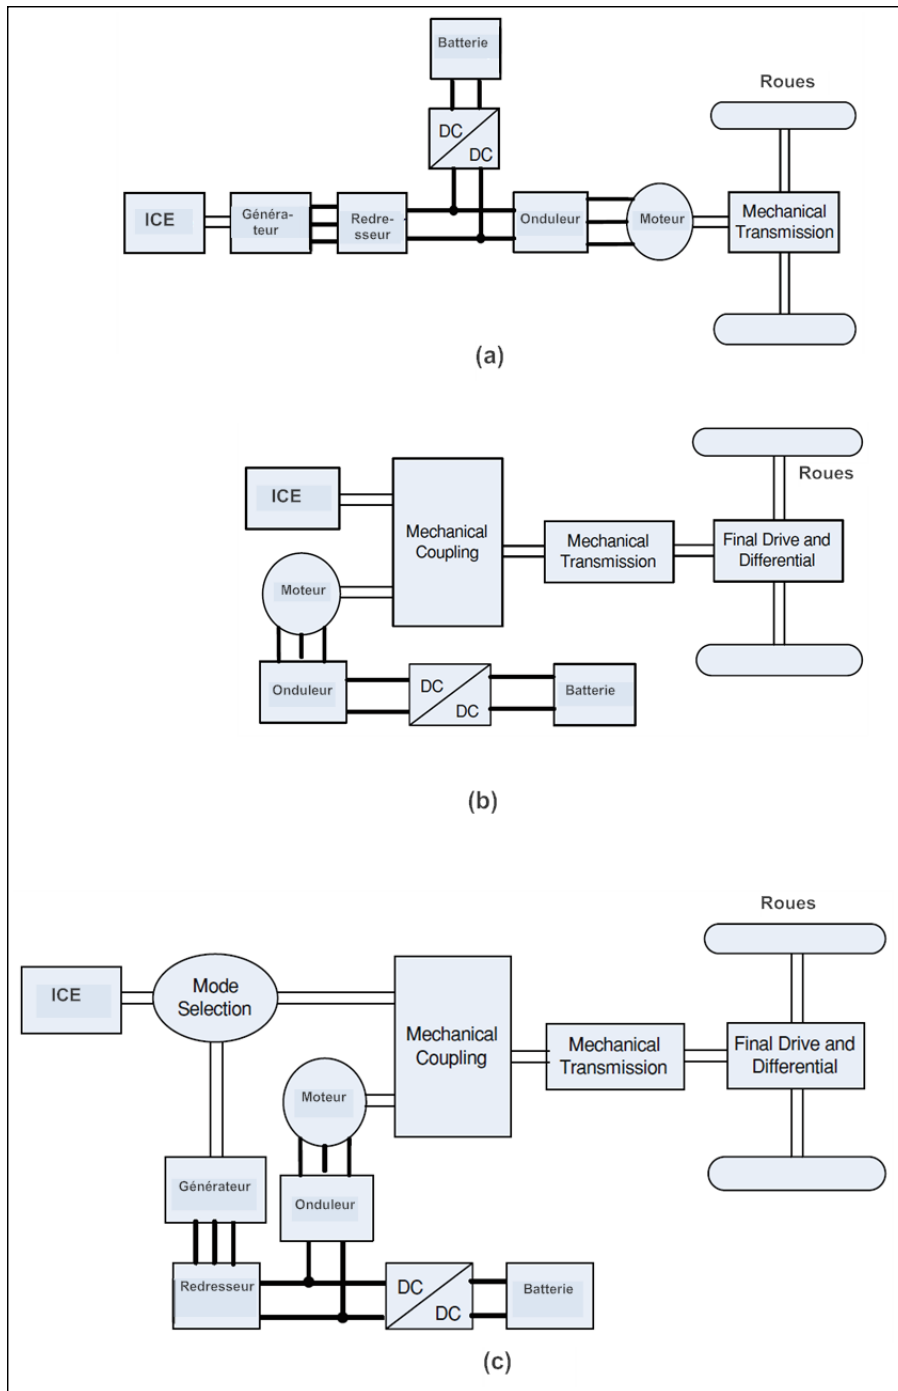 Batterie
Roues
DC
DC
ICE
Généra-
teur
Redre-
sseur
Onduleur
Moteur
Mechanical
Transmission
(a)
Roues
ICE
Mechanical
Coupling
Mechanical
Transmission
Final Drive and
Differential
Moteur
Onduleur
DC
DC
Batterie
(b)
Roues
ICE
Mode
Selection
Mechanical
Coupling
Mechanical
Transmission
Final Drive and
Differential
Moteur
Générateur
Onduleur
Redresseur
DC
DC
Batterie
(c)